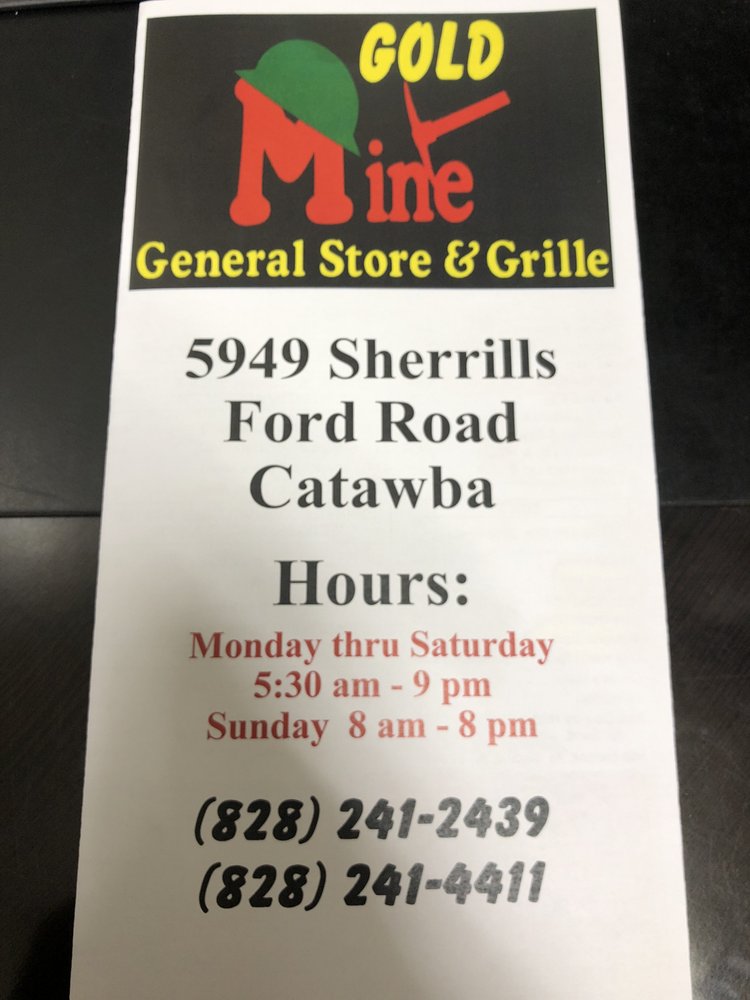 GOLD
Mine
General Store & Grille
5949 Sherrills
Ford Road
Catawba
Hours:
Monday thru Saturday
5:30 am - 9 pm
Sunday 8 am - 8 pm
(828) 241-2439
(828) 241-4411